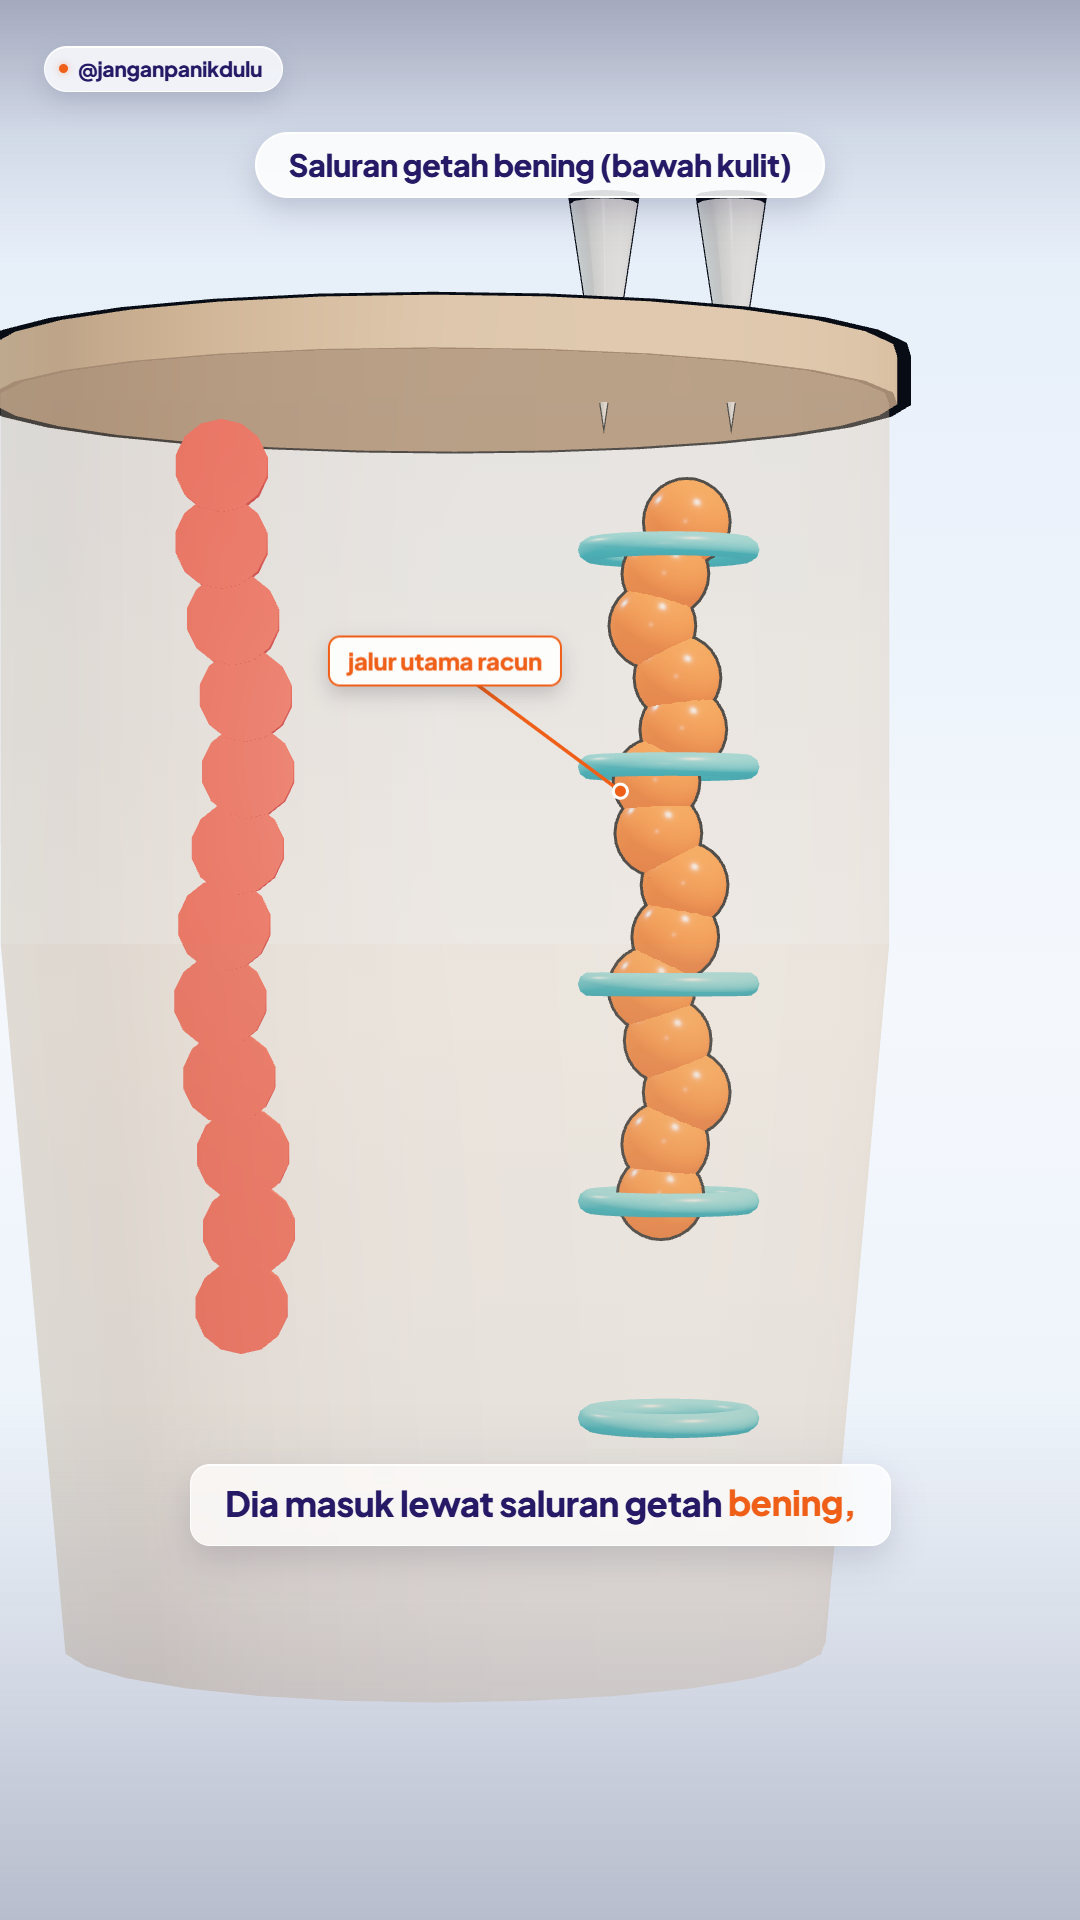 @janganpanikdulu
Saluran getah bening (bawah kulit)
jalur utama racun
Dia masuk lewat saluran getah bening,